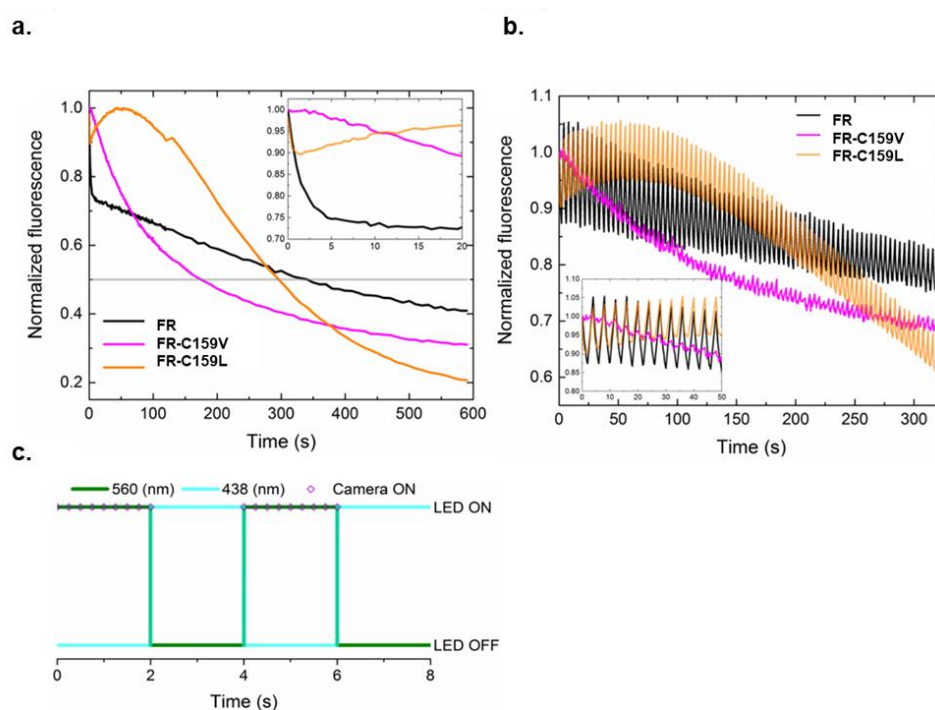 a.
1.0
0.8
0.6
0.4
0.2
Normalized fluorescence
0 100 200 300 400 500 600
Time (s)
FR
FR-C159V
FR-C159L
1.00
0.95
0.90
0.85
0.80
0.75
0.70
0 5 10 15 20
b.
1.1
1.0
0.9
0.8
0.7
0.6
Normalized fluorescence
0 50 100 150 200 250 300
Time (s)
FR
FR-C159V
FR-C159L
1.10
1.05
1.00
0.95
0.90
0.85
0.80
0 10 20 30 40 50
c.
560 (nm) 438 (nm) Camera ON
LED ON
LED OFF
0 2 4 6 8
Time (s)